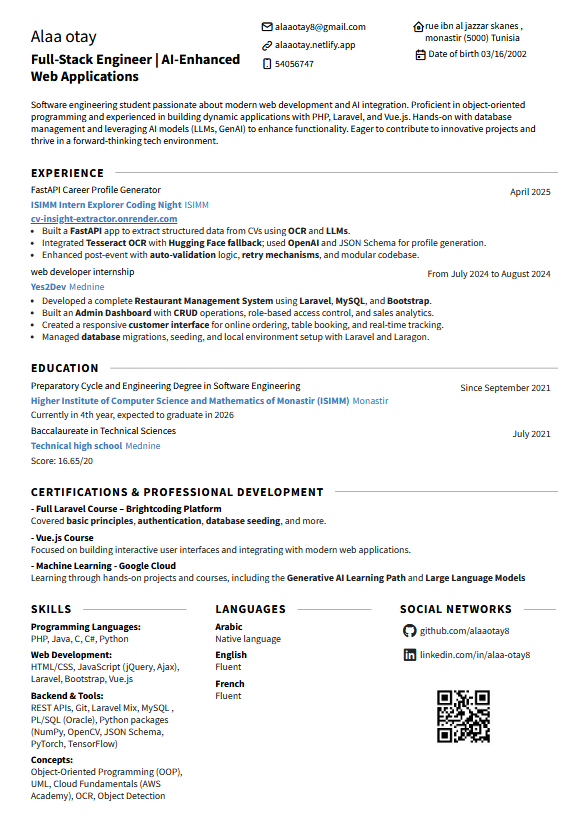 Alaa otay
Full-Stack Engineer | AI-Enhanced
Web Applications
alaaotay8@gmail.com
alaaotay.netlify.app
54056747
rue ibn al jazzar skanes ,
monastir (5000) Tunisia
Date of birth 03/16/2002
Software engineering student passionate about modern web development and AI integration. Proficient in object-oriented
programming and experienced in building dynamic applications with PHP, Laravel, and Vue.js. Hands-on with database
management and leveraging AI models (LLMs, GenAI) to enhance functionality. Eager to contribute to innovative projects and
thrive in a forward-thinking tech environment.
EXPERIENCE
FastAPI Career Profile Generator
April 2025
ISIMM Intern Explorer Coding Night ISIMM
cv-insight-extractor.onrender.com
• Built a FastAPI app to extract structured data from CVs using OCR and LLMs.
• Integrated Tesseract OCR with Hugging Face fallback; used OpenAI and JSON Schema for profile generation.
• Enhanced post-event with auto-validation logic, retry mechanisms, and modular codebase.
web developer internship
From July 2024 to August 2024
Yes2Dev Mednine
• Developed a complete Restaurant Management System using Laravel, MySQL, and Bootstrap.
• Built an Admin Dashboard with CRUD operations, role-based access control, and sales analytics.
• Created a responsive customer interface for online ordering, table booking, and real-time tracking.
• Managed database migrations, seeding, and local environment setup with Laravel and Laragon.
EDUCATION
Preparatory Cycle and Engineering Degree in Software Engineering
Since September 2021
Higher Institute of Computer Science and Mathematics of Monastir (ISIMM) Monastir
Currently in 4th year, expected to graduate in 2026
Baccalaureate in Technical Sciences
July 2021
Technical high school Mednine
Score: 16.65/20
CERTIFICATIONS & PROFESSIONAL DEVELOPMENT
- Full Laravel Course – Brightcoding Platform
Covered basic principles, authentication, database seeding, and more.
- Vue.js Course
Focused on building interactive user interfaces and integrating with modern web applications.
- Machine Learning - Google Cloud
Learning through hands-on projects and courses, including the Generative AI Learning Path and Large Language Models
SKILLS
Programming Languages:
PHP, Java, C, C#, Python
Web Development:
HTML/CSS, JavaScript (jQuery, Ajax),
Laravel, Bootstrap, Vue.js
Backend & Tools:
REST APIs, Git, Laravel Mix, MySQL ,
PL/SQL (Oracle), Python packages
(NumPy, OpenCV, JSON Schema,
PyTorch, TensorFlow)
Concepts:
Object-Oriented Programming (OOP),
UML, Cloud Fundamentals (AWS
Academy), OCR, Object Detection
LANGUAGES
Arabic
Native language
English
Fluent
French
Fluent
SOCIAL NETWORKS
github.com/alaaotay8
linkedin.com/in/alaa-otay8